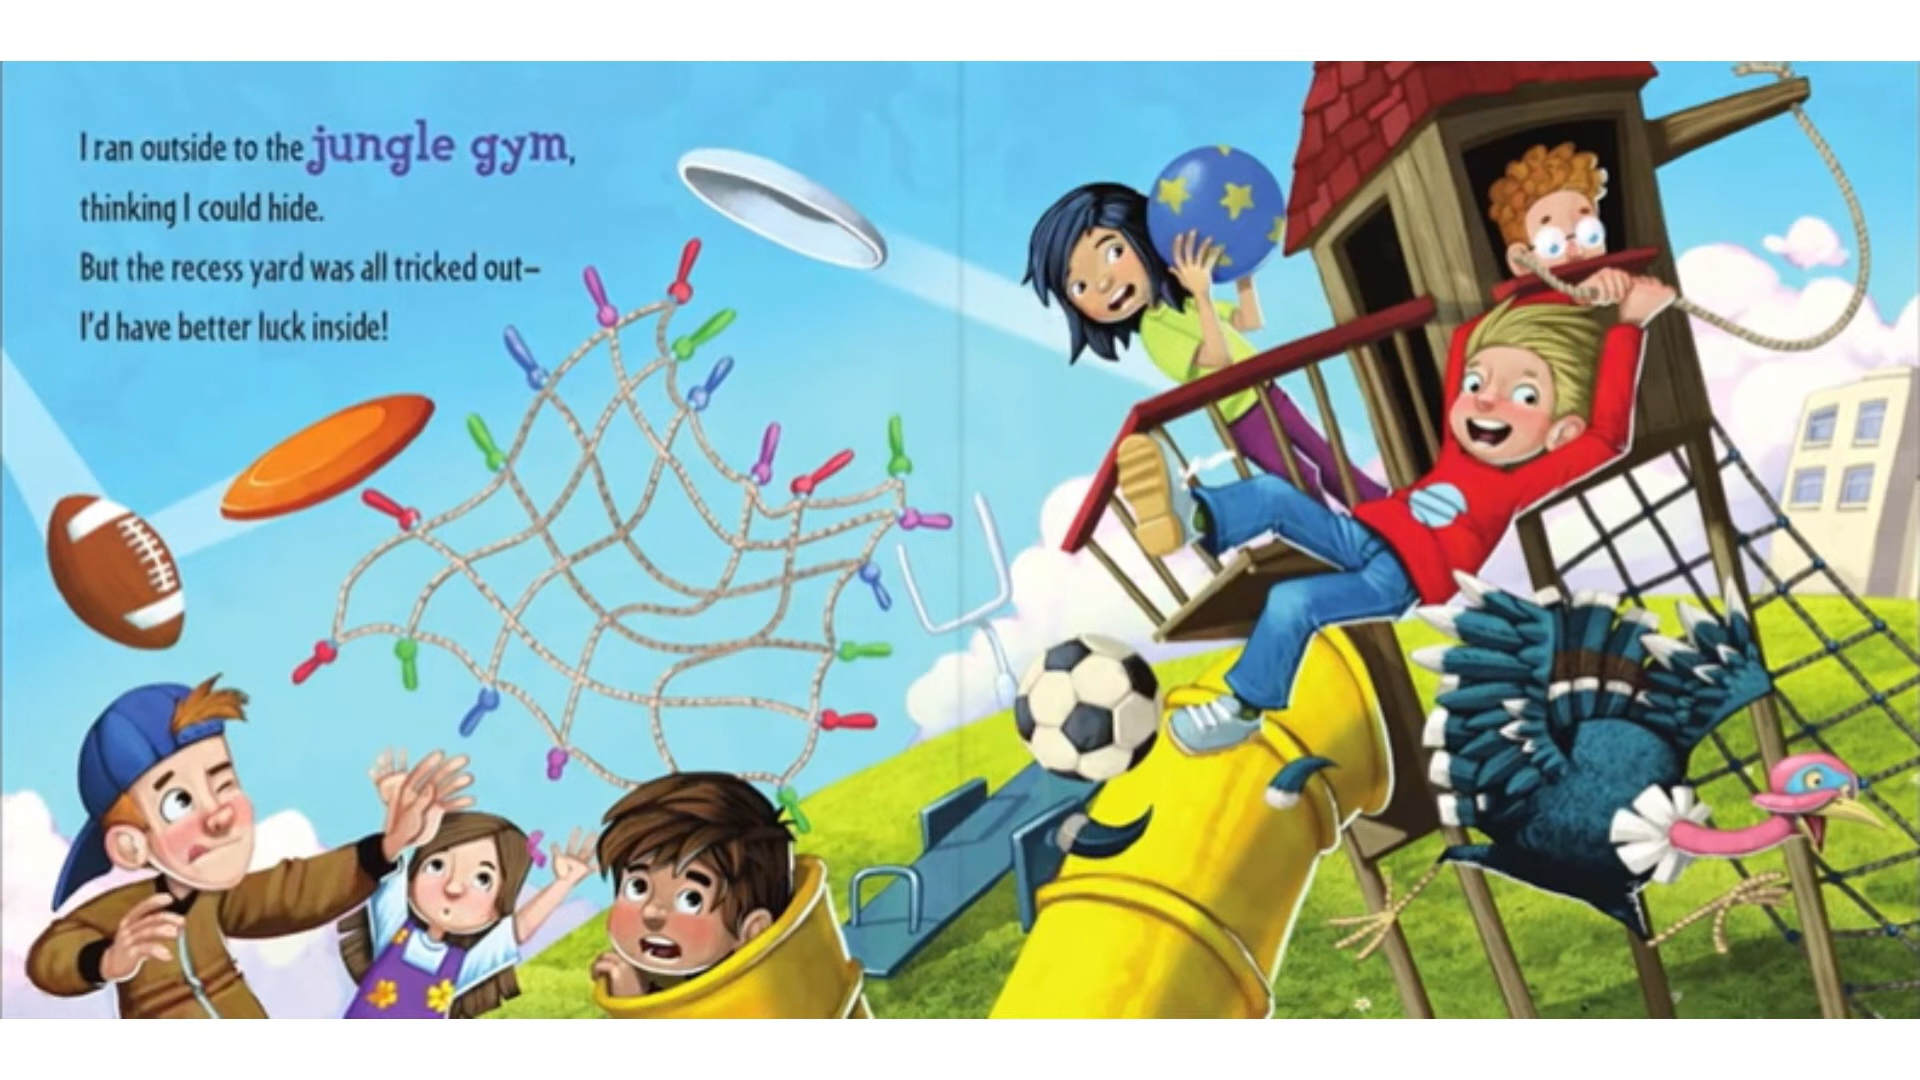 I ran outside to the jungle gym,
thinking I could hide.
But the recess yard was all tricked out–
I'd have better luck inside!